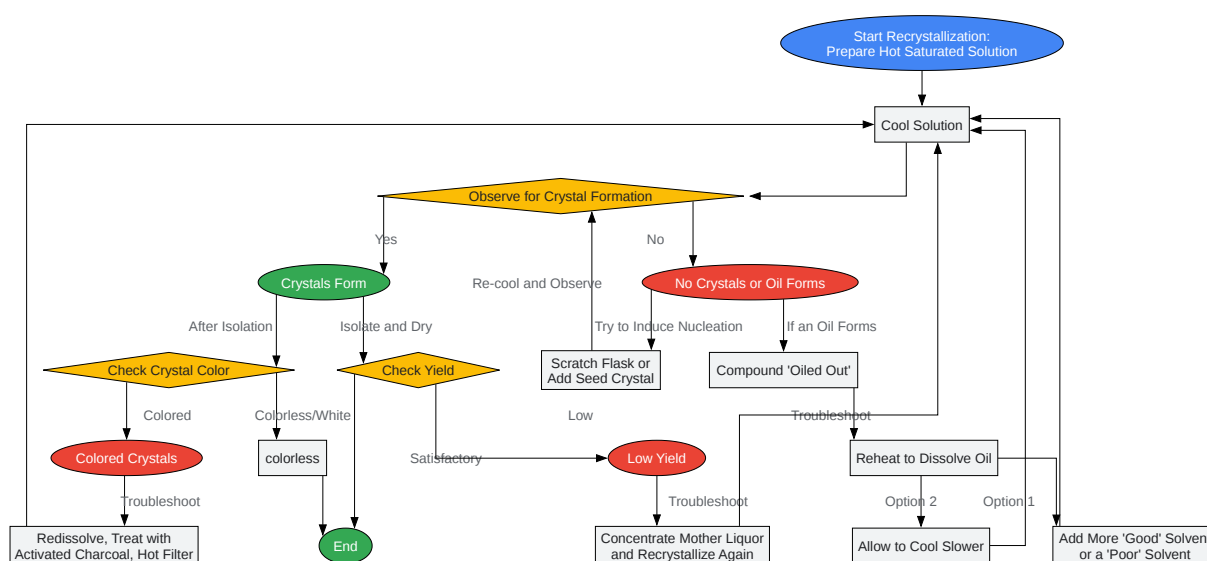 Start Recrystallization:
Prepare Hot Saturated Solution
Cool Solution
Observe for Crystal Formation
Yes
No
Crystals Form
Re-cool and Observe
No Crystals or Oil Forms
After Isolation
Isolate and Dry
Try to Induce Nucleation
If an Oil Forms
Check Crystal Color
Check Yield
Scratch Flask or
Add Seed Crystal
Compound 'Oiled Out'
Colored
Colorless/White
Low
Troubleshoot
Colored Crystals
colorless
Satisfactory
Low Yield
Reheat to Dissolve Oil
Troubleshoot
Troubleshoot
Option 2
Option 1
Redissolve, Treat with
Activated Charcoal, Hot Filter
End
Concentrate Mother Liquor
and Recrystallize Again
Allow to Cool Slower
Add More 'Good' Solven
or a 'Poor' Solvent